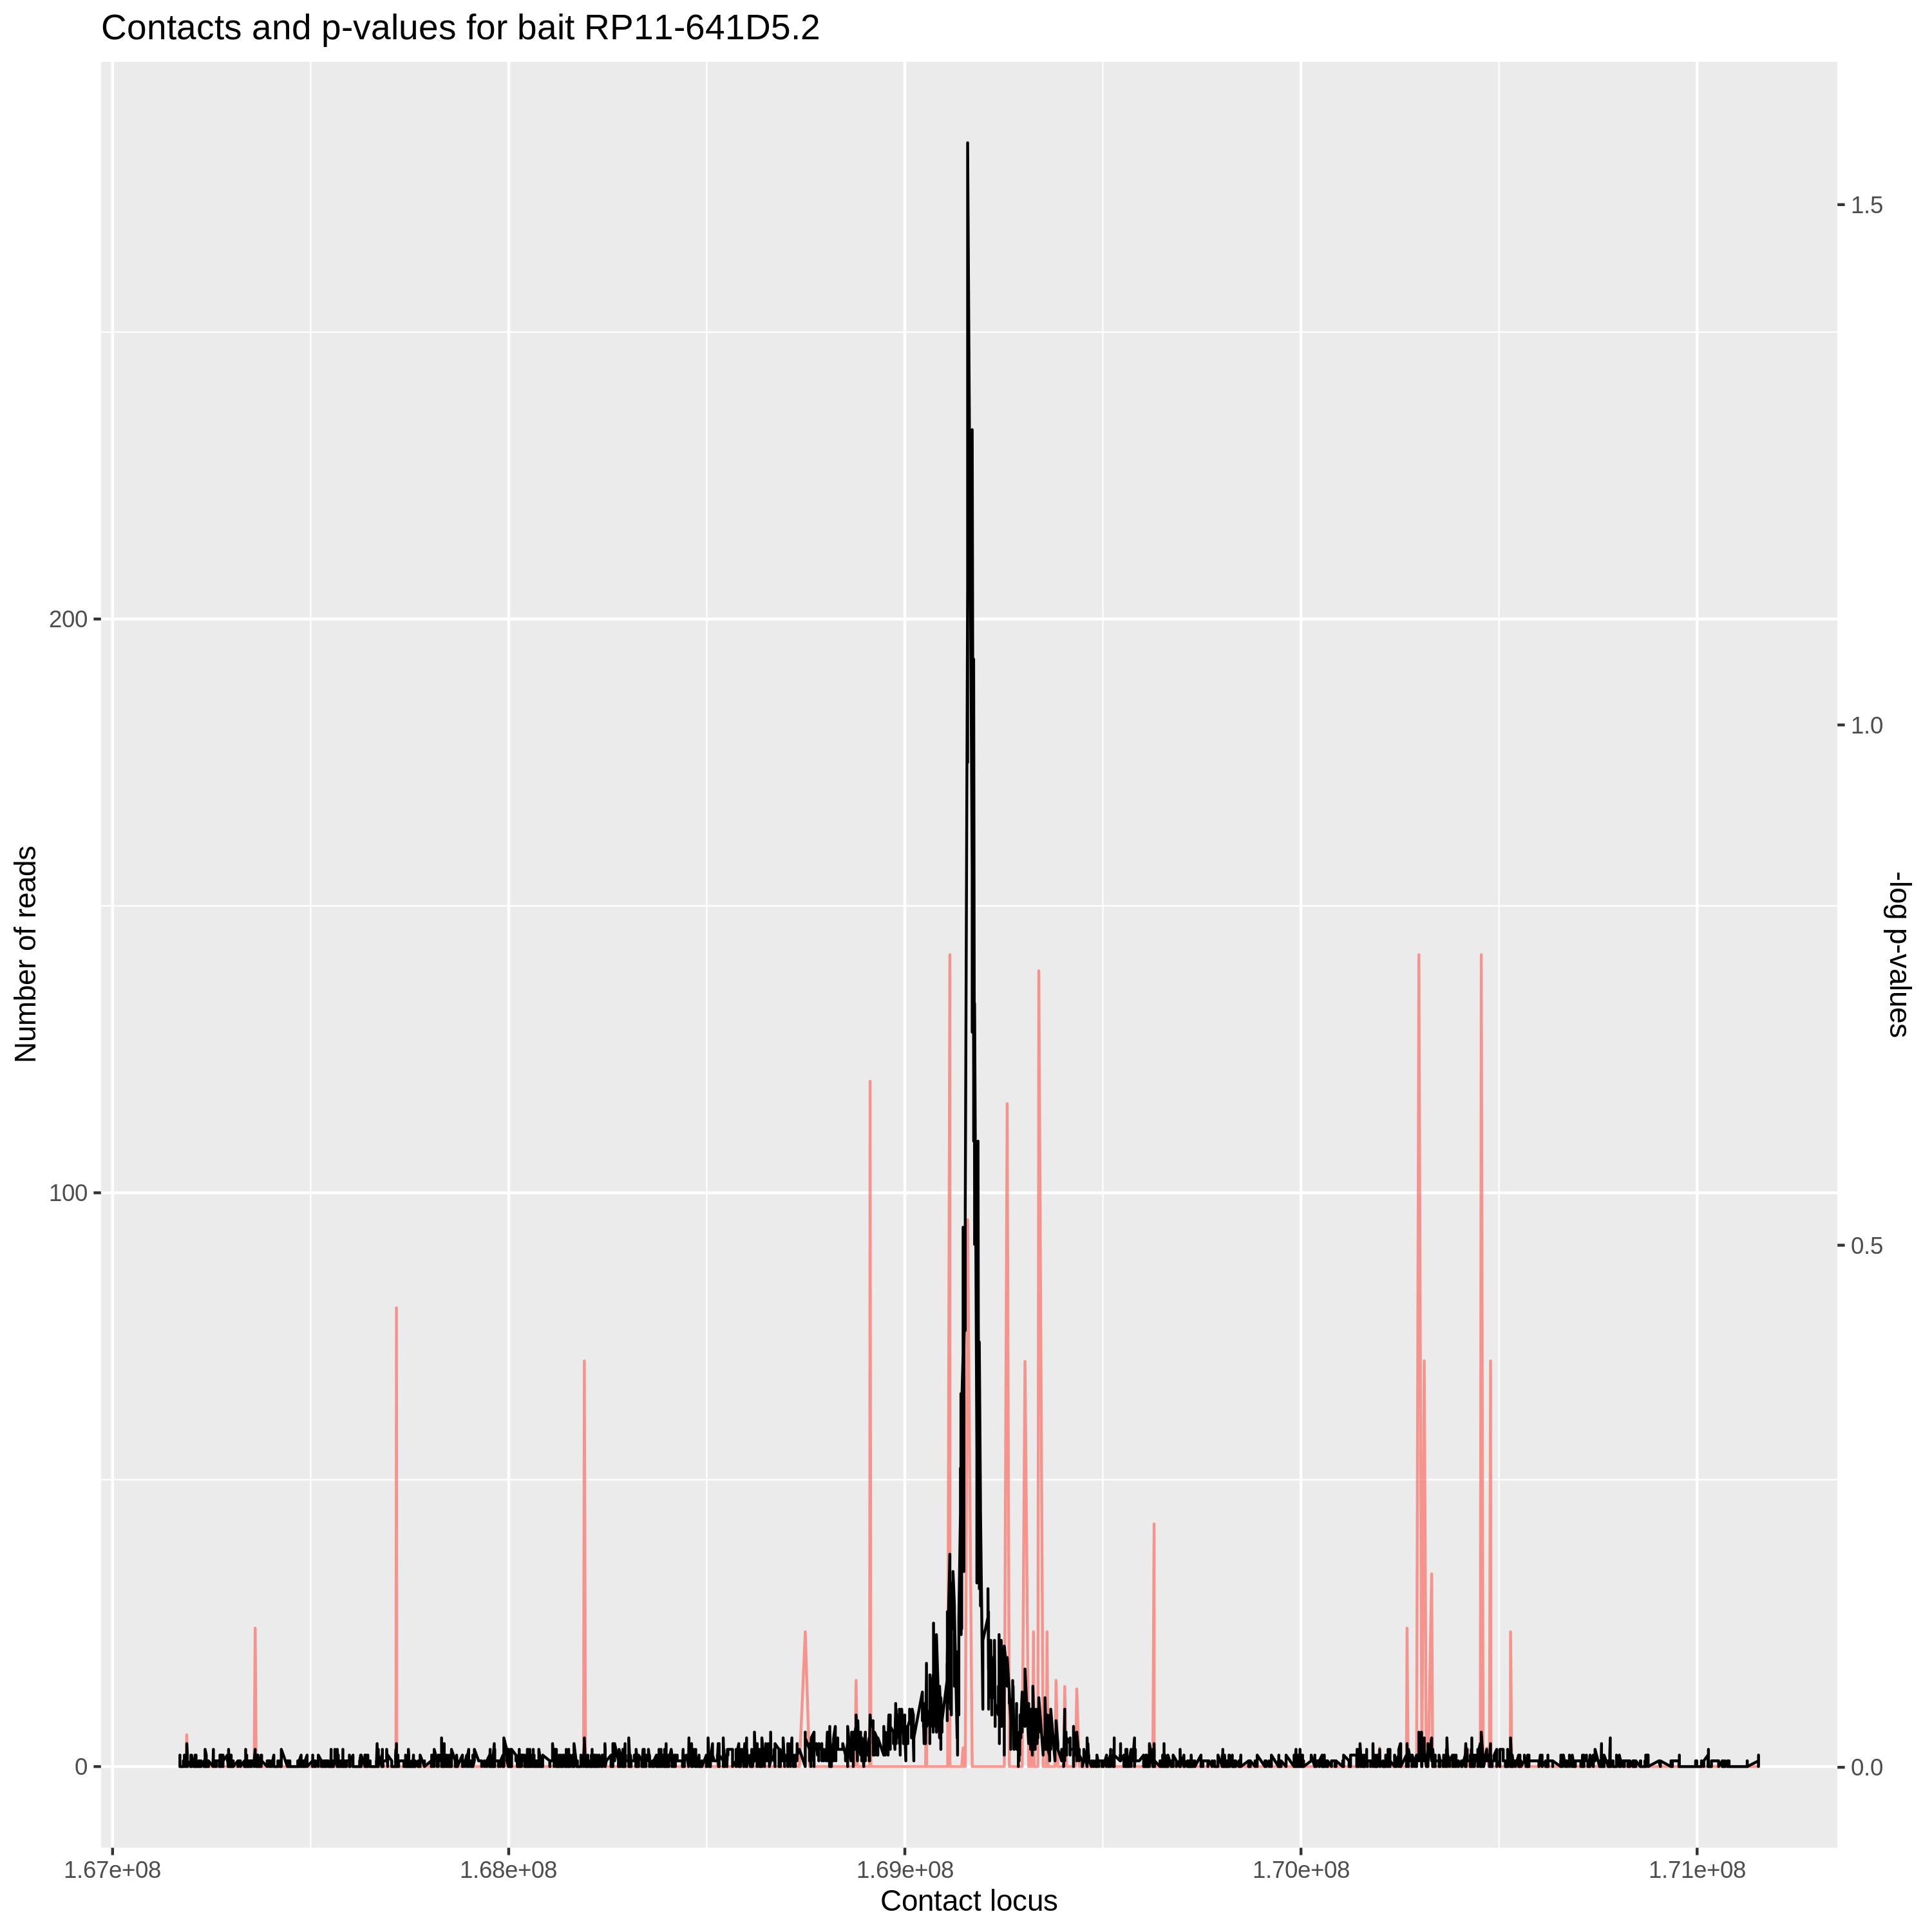 Contacts and p-values for bait RP11-641D5.2
Number of reads
200
100
0
1.5
1.0
0.5
0.0
-log p-values
1.67e+08 1.68e+08 1.69e+08 1.70e+08 1.71e+08
Contact locus